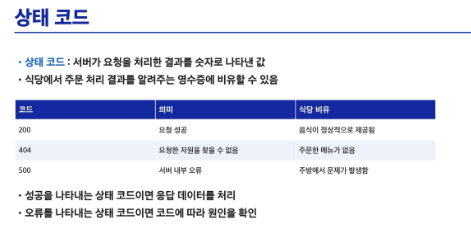 상태 코드
· 상태 코드 : 서버가 요청을 처리한 결과를 숫자로 나타낸 값
· 식당에서 주문 처리 결과를 알려주는 영수증에 비유할 수 있음
코드 의미 식당 비유
200 요청 성공 음식이 정상적으로 제공됨
404 요청한 자원을 찾을 수 없음 주문한 메뉴가 없음
500 서버 내부 오류 주방에서 문제가 발생함
· 성공을 나타내는 상태 코드이면 응답 데이터를 처리
· 오류를 나타내는 상태 코드이면 코드에 따라 원인을 확인